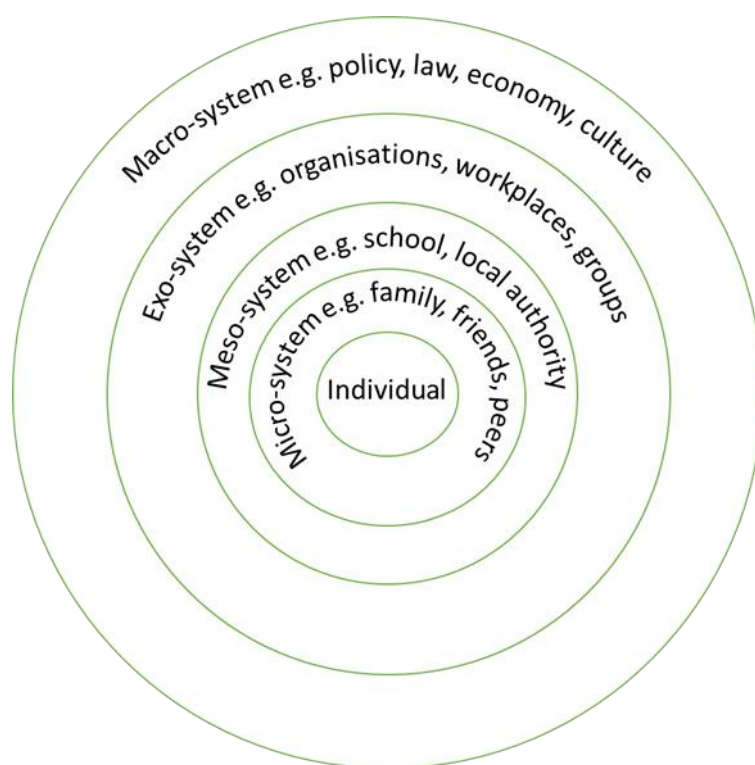 Macro-system e.g. policy, law, economy, culture
Exo-system e.g. organisations, workplaces, groups
Meso-system e.g. school, local authority
Micro-system e.g. family, friends, peers
Individual